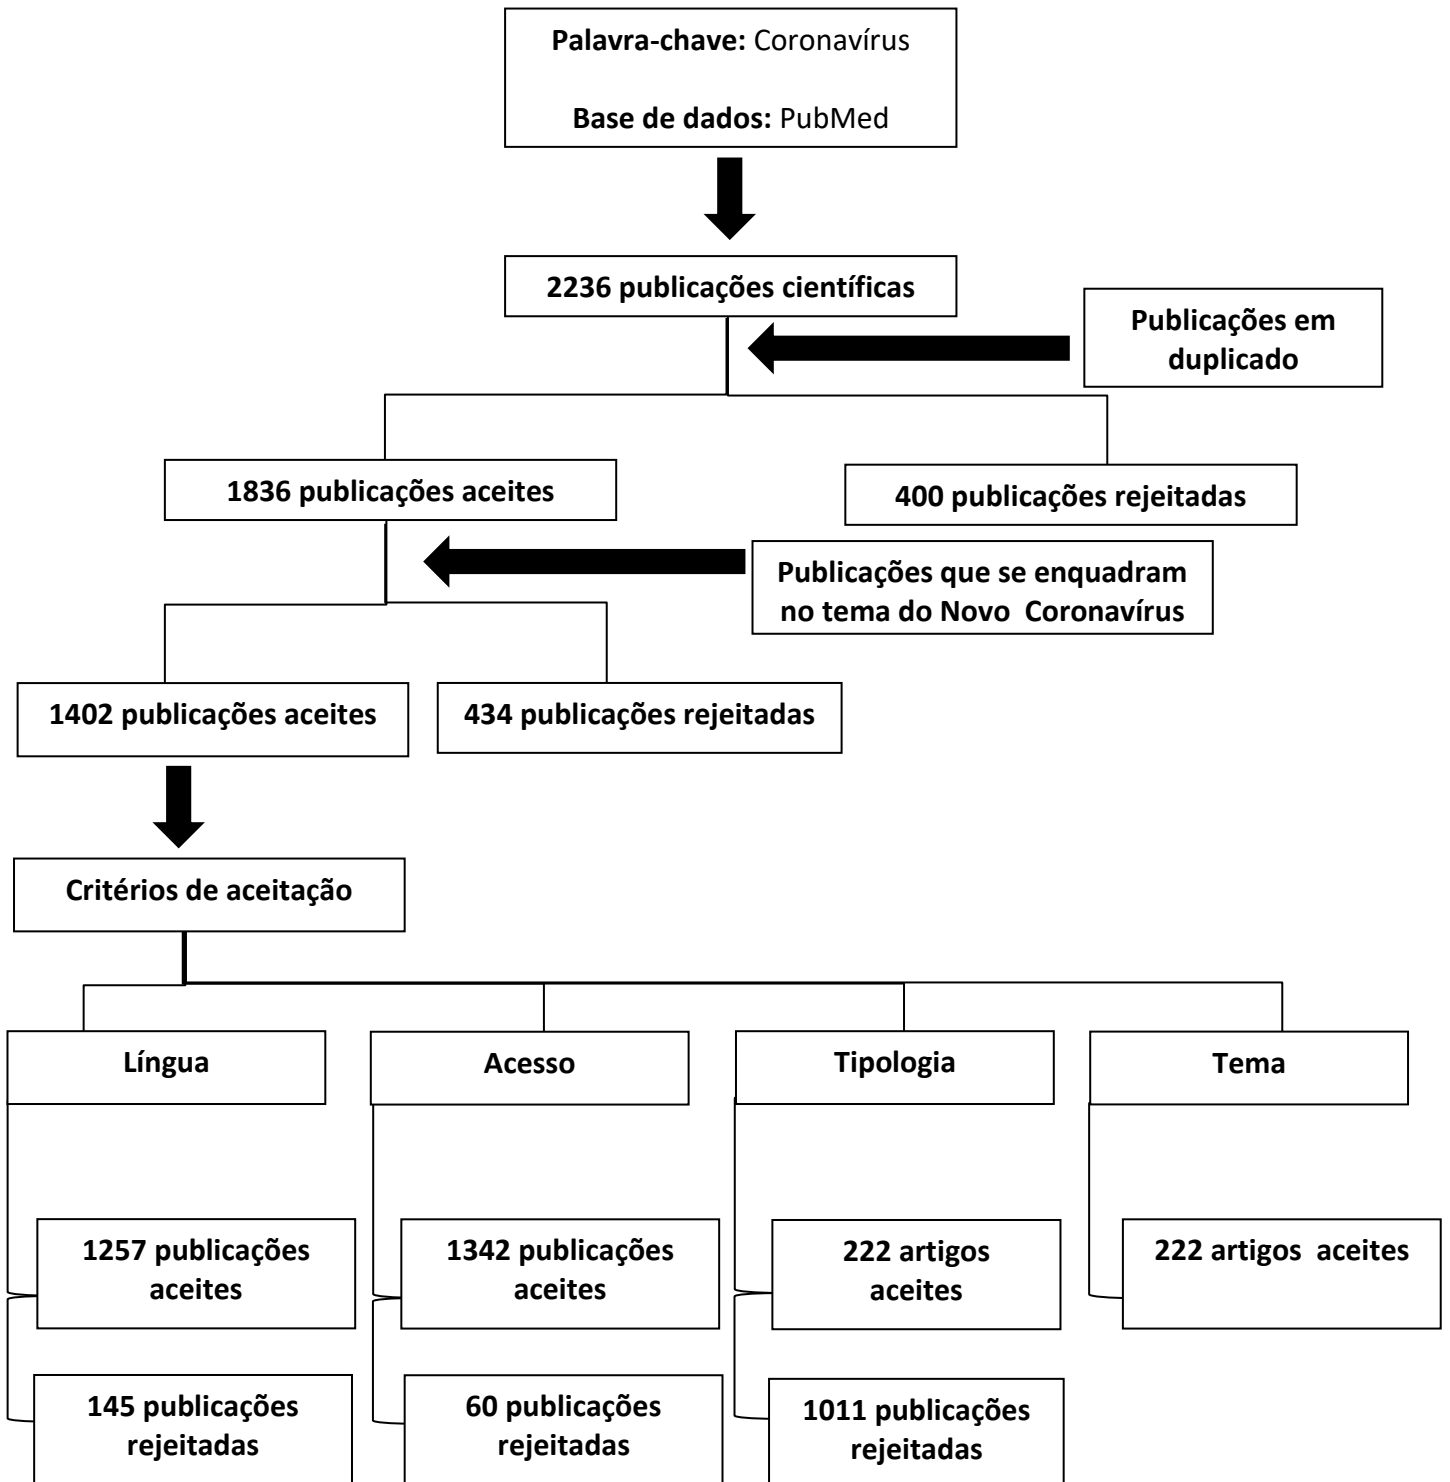 Palavra-chave: Coronavírus
Base de dados: PubMed
2236 publicações científicas
Publicações em
duplicado
1836 publicações aceites
400 publicações rejeitadas
Publicações que se enquadram
no tema do Novo Coronavírus
1402 publicações aceites
434 publicações rejeitadas
Critérios de aceitação
Língua
Acesso
Tipologia
Tema
1257 publicações
aceites
1342 publicações
aceites
222 artigos
aceites
222 artigos aceites
145 publicações
rejeitadas
60 publicações
rejeitadas
1011 publicações
rejeitadas